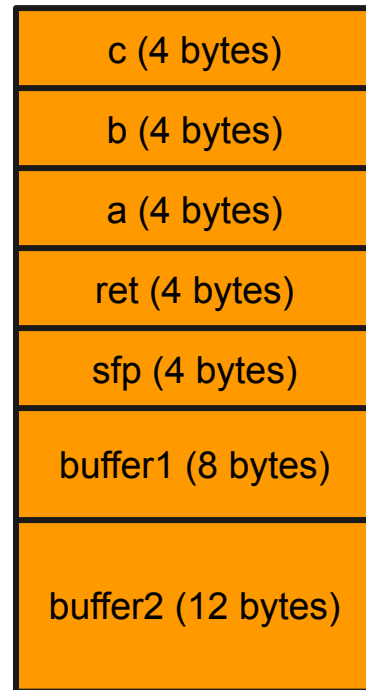 c (4 bytes)
b (4 bytes)
a (4 bytes)
ret (4 bytes)
sfp (4 bytes)
buffer1 (8 bytes)
buffer2 (12 bytes)